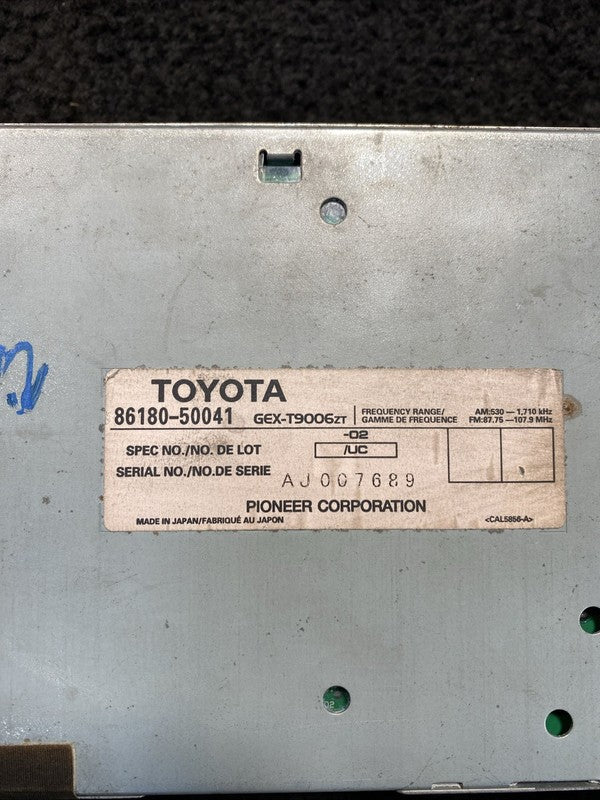 TOYOTA
86180-50041 GEX-T9006ZT
FREQUENCY RANGE/ AM:530 — 1,710 kHz
GAMME DE FREQUENCE FM:87.75 —107.9 MHz
-02
SPEC NO./NO. DE LOT /UC
SERIAL NO./NO.DE SERIE AJ007689
PIONEER CORPORATION
MADE IN JAPAN/FABRIQUÉ AU JAPON <CAL5856-A>